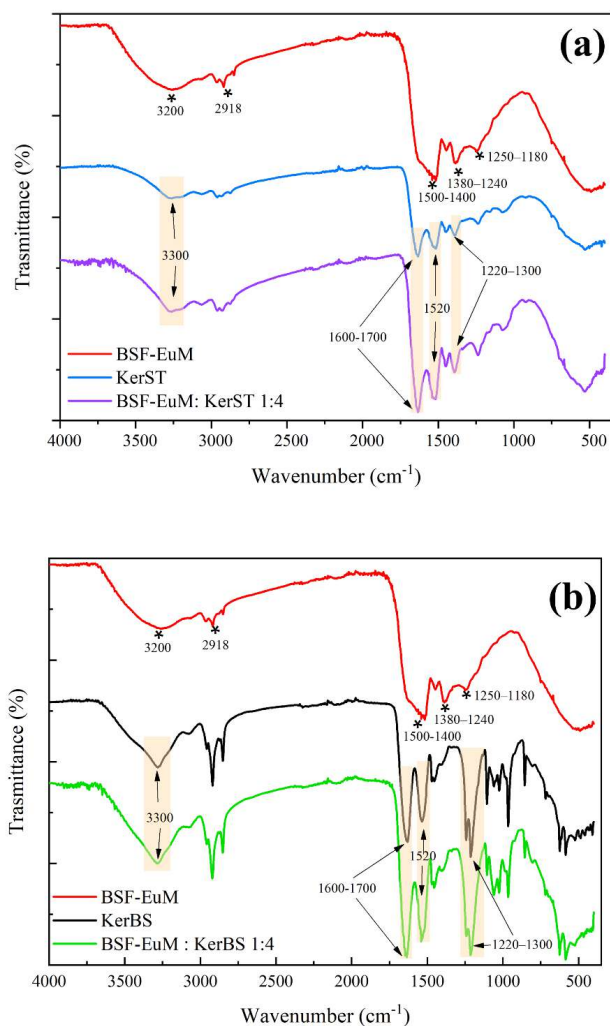 (a)
3200
2918
1250–1180
1380–1240
1500-1400
3300
1220–1300
1600-1700
1520
Trasmittance (%)
BSF-EuM
KerST
BSF-EuM: KerST 1:4
4000 3500 3000 2500 2000 1500 1000 500
Wavenumber (cm-1)
(b)
3200
2918
1250–1180
1380–1240
1500-1400
3300
1520
1600-1700
1220–1300
Trasmittance (%)
BSF-EuM
KerBS
BSF-EuM : KerBS 1:4
4000 3500 3000 2500 2000 1500 1000 500
Wavenumber (cm-1)